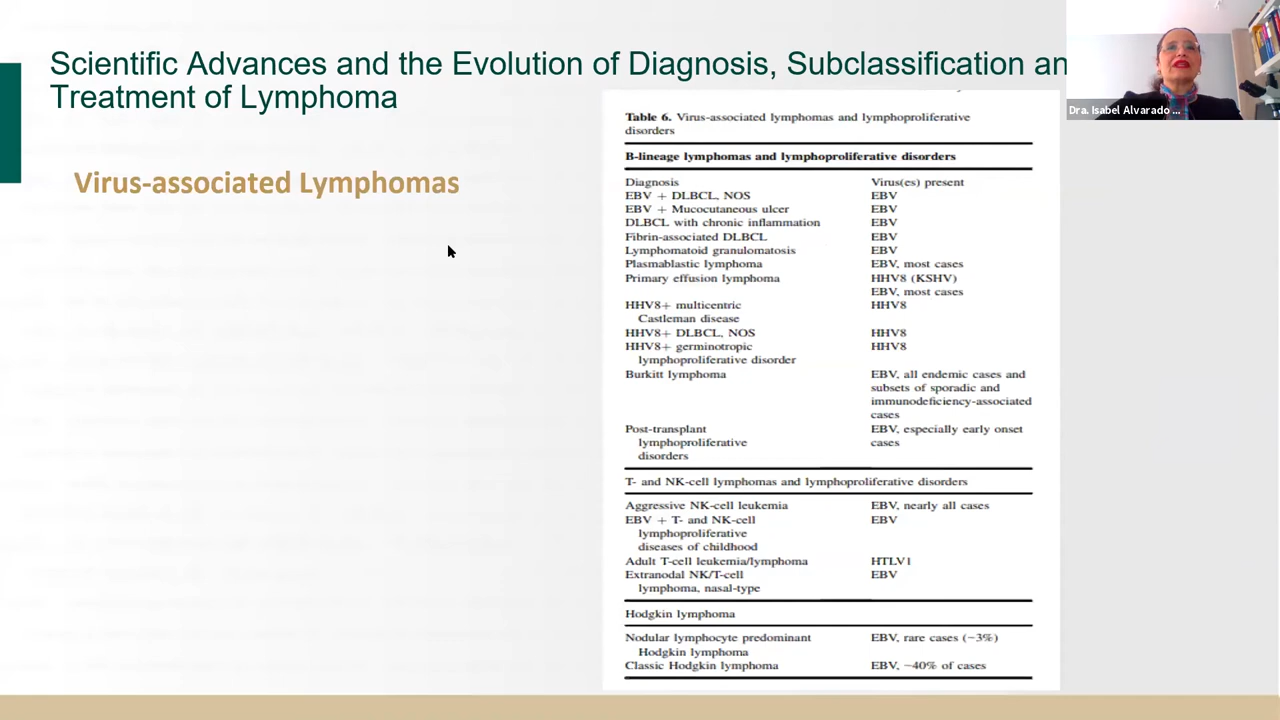 Scientific Advances and the Evolution of Diagnosis, Subclassification an
Treatment of Lymphoma
Dra. Isabel Alvarado ...
Virus-associated Lymphomas
Table 6. Virus-associated lymphomas and lymphoproliferative
disorders
B-lineage lymphomas and lymphoproliferative disorders
Diagnosis Virus(es) present
EBV + DLBCL, NOS EBV
EBV + Mucocutaneous ulcer EBV
DLBCL with chronic inflammation EBV
Fibrin-associated DLBCL EBV
Lymphomatoid granulomatosis EBV
Plasmablastic lymphoma EBV, most cases
Primary effusion lymphoma HHV8 (KSHV)
EBV, most cases
HHV8+ multicentric HHV8
Castleman disease
HHV8+ DLBCL, NOS HHV8
HHV8+ germinotropic HHV8
lymphoproliferative disorder
Burkitt lymphoma EBV, all endemic cases and
subsets of sporadic and
immunodeficiency-associated
cases
Post-transplant EBV, especially early onset
lymphoproliferative cases
disorders
T- and NK-cell lymphomas and lymphoproliferative disorders
Aggressive NK-cell leukemia EBV, nearly all cases
EBV + T- and NK-cell EBV
lymphoproliferative
diseases of childhood
Adult T-cell leukemia/lymphoma HTLV1
Extranodal NK/T-cell EBV
lymphoma, nasal-type
Hodgkin lymphoma
Nodular lymphocyte predominant EBV, rare cases (~3%)
Hodgkin lymphoma
Classic Hodgkin lymphoma EBV, ~40% of cases